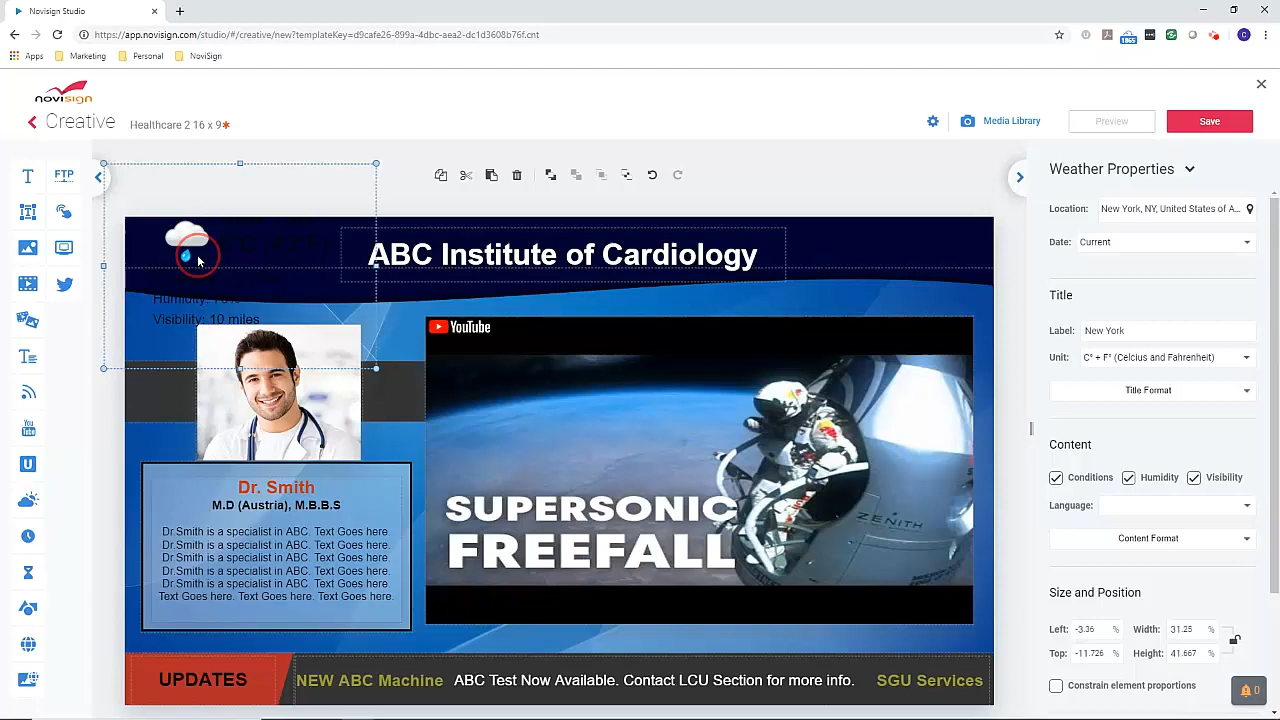 Novisign Studio
https://app.novisign.com/studio/#/creative/new?templateKey=d9cafe26-899a-4dbc-aea2-dc1d3608b76f.cnt
Apps Marketing Personal NoviSign
novisign
Creative Healthcare 2 16 x 9*
Media Library Preview Save
T FTP
Weather Properties
Location: New York, NY, United States of A...
Date: Current
ABC Institute of Cardiology
Title
Visibility: 10 miles
YouTube
Label: New York
Unit: + F° (Celcius and Fahrenheit)
Title Format
Content
Conditions Humidity Visibility
Language:
Content Format
ZENITH
SUPERSONIC
FREEFALL
Dr. Smith
M.D (Austria), M.B.B.S
Dr.Smith is a specialist in ABC. Text Goes here.
Dr.Smith is a specialist in ABC. Text Goes here.
Dr.Smith is a specialist in ABC. Text Goes here.
Dr.Smith is a specialist in ABC. Text Goes here.
Dr.Smith is a specialist in ABC. Text Goes here.
Text Goes here. Text Goes here. Text Goes here.
Size and Position
Left: -3.36 % Width: 31.25 %
Top: -11.726 % Height: 41.667 %
Constrain element proportions
UPDATES
NEW ABC Machine ABC Test Now Available. Contact LCU Section for more info. SGU Services
0
You
Tube
U